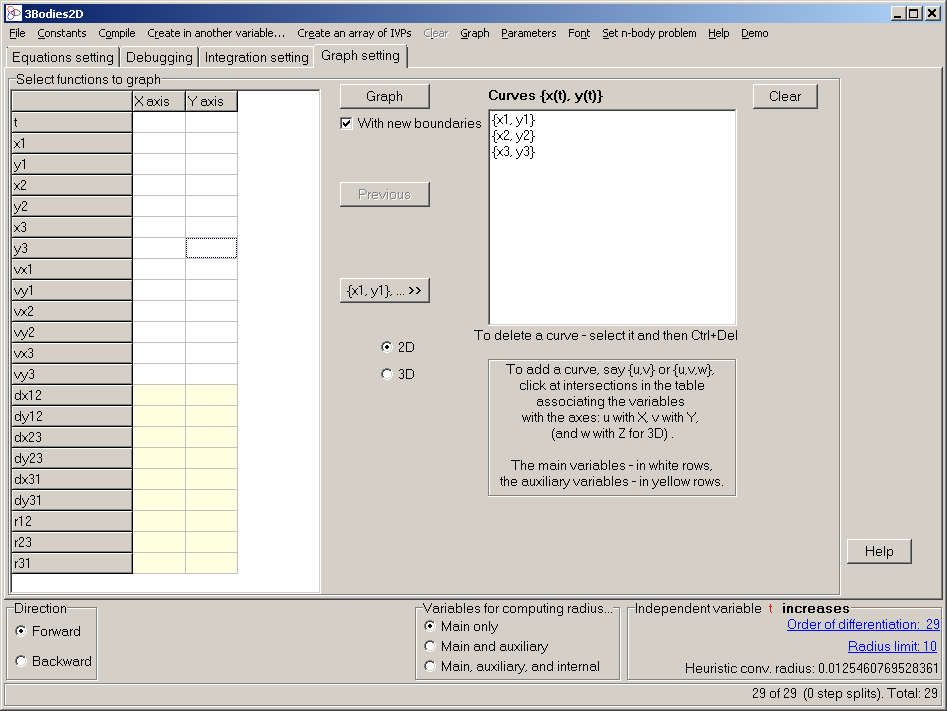 3Bodies2D
File Constants Compile Create in another variable... Create an array of IVPs Clear Graph Parameters Font Set n-body problem Help Demo
Equations setting Debugging Integration setting Graph setting
Select functions to graph
X axis Y axis
t
x1
y1
x2
y2
x3
y3
vx1
vy1
vx2
vy2
vx3
vy3
dx12
dy12
dx23
dy23
dx31
dy31
r12
r23
r31
Graph
With new boundaries
Previous
{x1, y1}, ... >>
2D
3D
Curves {x(t), y(t)}
Clear
{x1, y1}
{x2, y2}
{x3, y3}
To delete a curve - select it and then Ctrl+Del
To add a curve, say {u,v} or {u,v,w},
click at intersections in the table
associating the variables
with the axes: u with X, v with Y,
(and w with Z for 3D) .
The main variables - in white rows,
the auxiliary variables - in yellow rows.
Help
Direction
Forward
Backward
Variables for computing radius...
Main only
Main and auxiliary
Main, auxiliary, and internal
Independent variable t increases
Order of differentiation: 29
Radius limit: 10
Heuristic conv. radius: 0.0125460769528361
29 of 29 (0 step splits). Total: 29